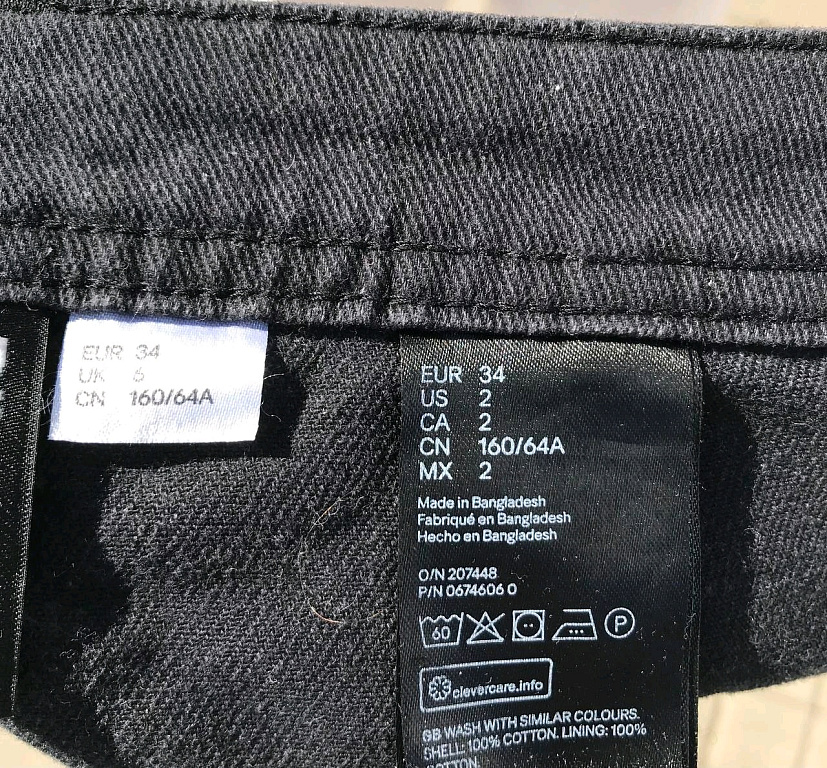 EUR 34
UK 6
CN 160/64A
EUR 34
US 2
CA 2
CN 160/64A
MX 2
Made in Bangladesh
Fabriqué en Bangladesh
Hecho en Bangladesh
O/N 207448
P/N 0674606 0
60
P
clevercare.info
GB WASH WITH SIMILAR COLOURS.
SHELL: 100% COTTON. LINING: 100%
COTTON.